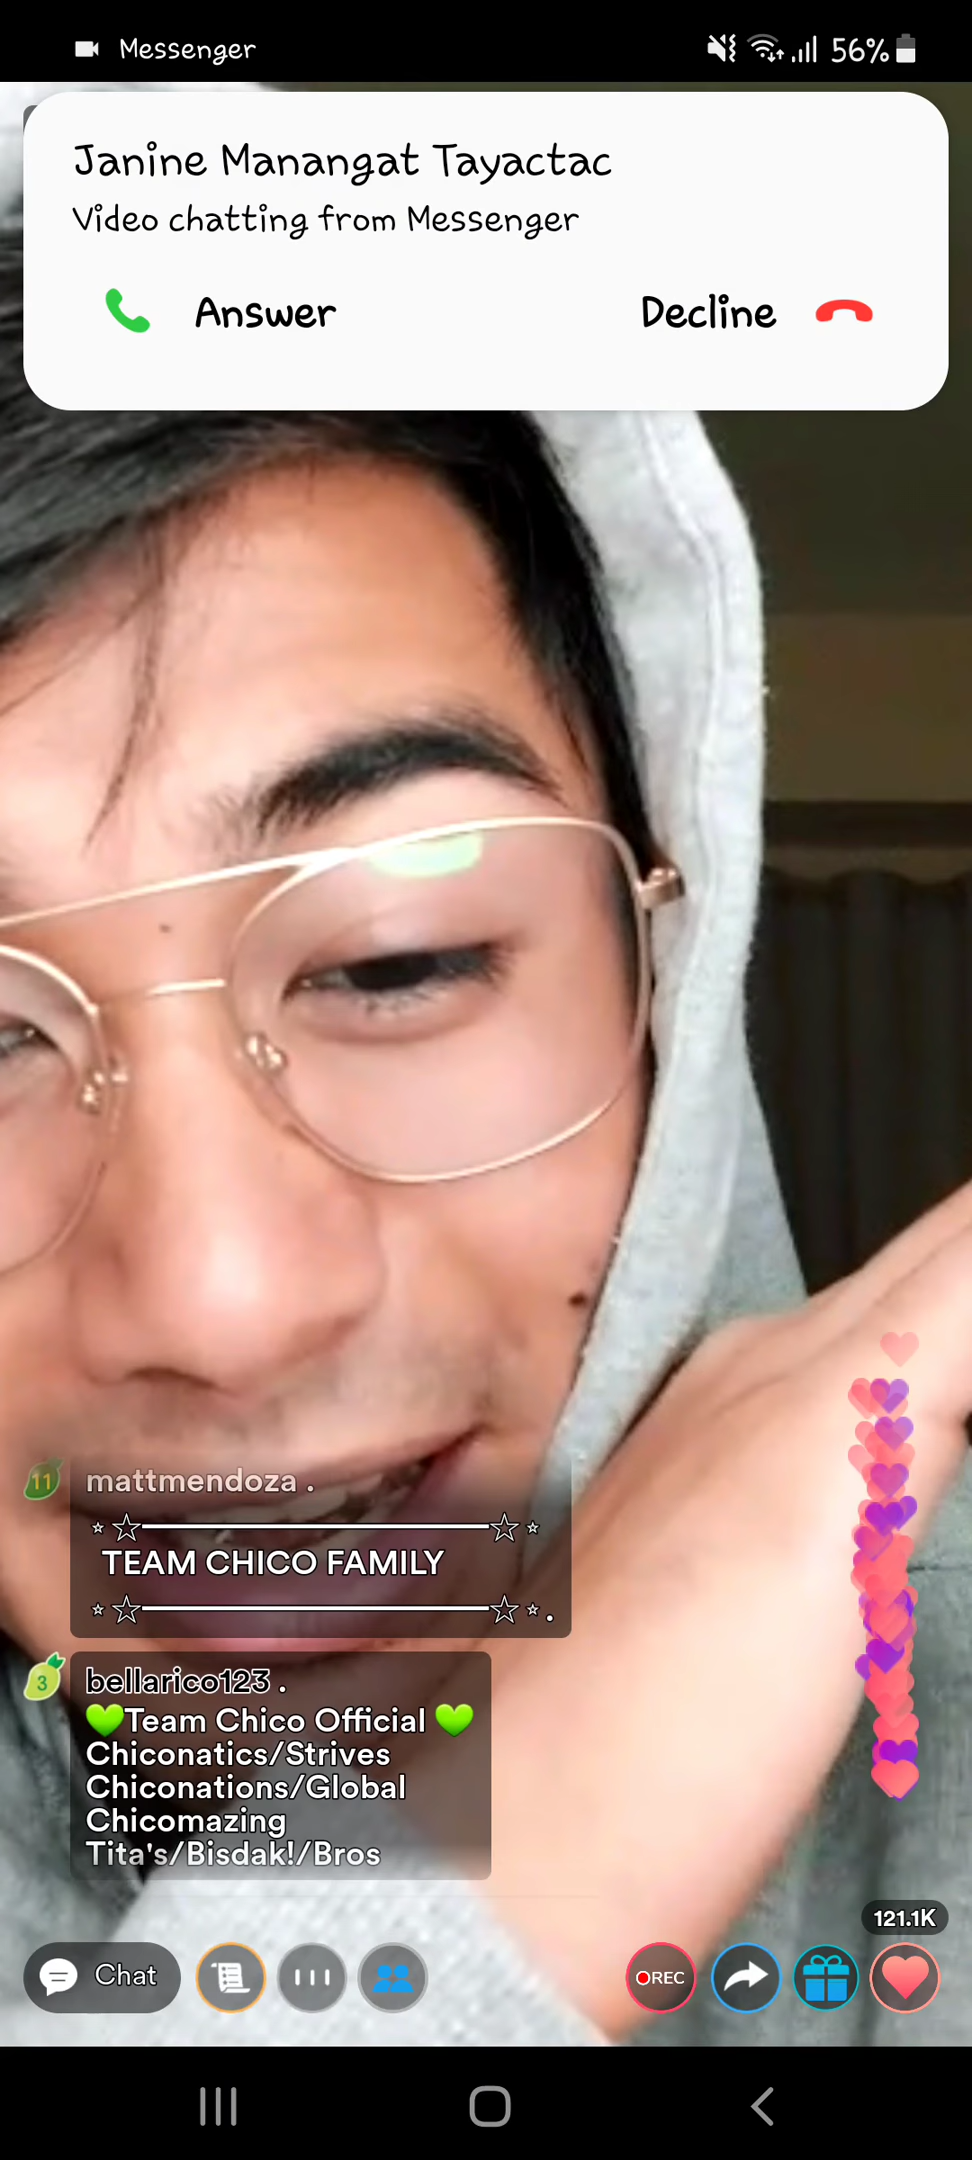 Messenger
56%
Janine Manangat Tayactac
Video chatting from Messenger
Answer
Decline
11
mattmendoza .
⋆☆━━━━━━━━━━━━━━☆⋆
TEAM CHICO FAMILY
⋆☆━━━━━━━━━━━━━━☆⋆.
3
bellarico123 .
💚Team Chico Official 💚
Chiconatics/Strives
Chiconations/Global
Chicomazing
Tita's/Bisdak!/Bros
121.1K
Chat
REC